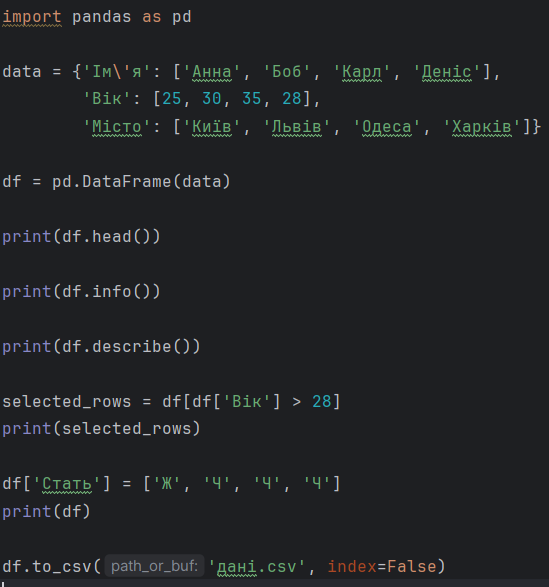 import pandas as pd
data = {'Ім\'я': ['Анна', 'Боб', 'Карл', 'Деніс'],
'Вік': [25, 30, 35, 28],
'Місто': ['Київ', 'Львів', 'Одеса', 'Харків']}
df = pd.DataFrame(data)
print(df.head())
print(df.info())
print(df.describe())
selected_rows = df[df['Вік'] > 28]
print(selected_rows)
df['Стать'] = ['Ж', 'Ч', 'Ч', 'Ч']
print(df)
df.to_csv( path_or_buf: 'дані.csv', index=False)